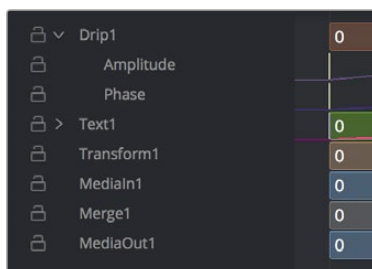 Drip1 0
Amplitude
Phase
Text1 0
Transform1 0
MediaIn1 0
Merge1 0
MediaOut1 0